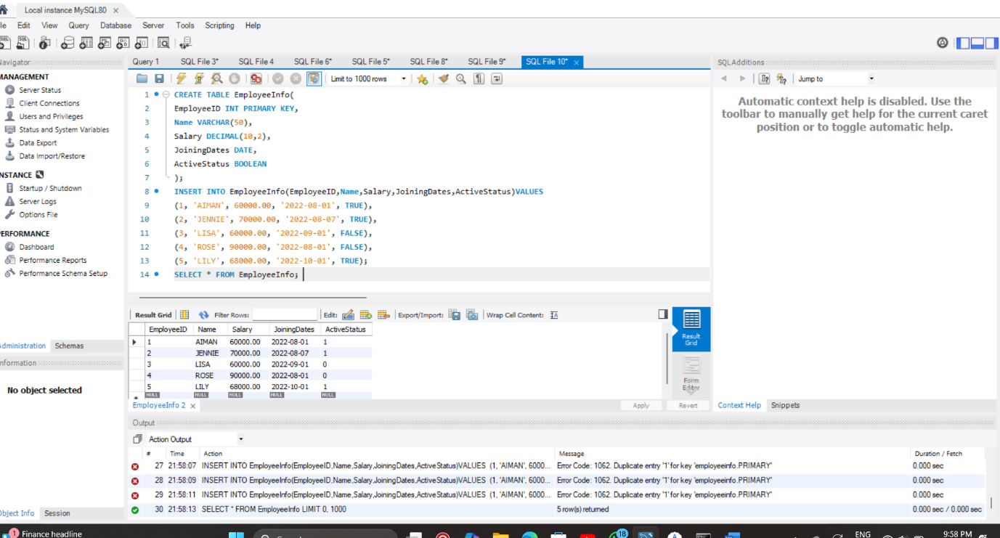 Local instance MySQL80 ×
Edit View Query Database Server Tools Scripting Help
Query 1 SQL File 3* SQL File 4 SQL File 6* SQL File 5* SQL File 8* SQL File 9* SQL File 10* ×
SQLAdditions
Limit to 1000 rows
Jump to
MANAGEMENT
Server Status
Client Connections
Users and Privileges
Status and System Variables
Data Export
Data Import/Restore
INSTANCE
Startup / Shutdown
Server Logs
Options File
PERFORMANCE
Dashboard
Performance Reports
Performance Schema Setup
Administration Schemas
Information
No object selected
Object Info Session
1 CREATE TABLE EmployeeInfo(
2 EmployeeID INT PRIMARY KEY,
3 Name VARCHAR(50),
4 Salary DECIMAL(10,2),
5 JoiningDates DATE,
6 ActiveStatus BOOLEAN
7 );
8 INSERT INTO EmployeeInfo(EmployeeID,Name,Salary,JoiningDates,ActiveStatus)VALUES
9 (1, 'AIMAN', 60000.00, '2022-08-01', TRUE),
10 (2, 'JENNIE', 70000.00, '2022-08-07', TRUE),
11 (3, 'LISA', 60000.00, '2022-09-01', FALSE),
12 (4, 'ROSE', 90000.00, '2022-08-01', FALSE),
13 (5, 'LILY', 68000.00, '2022-10-01', TRUE);
14 SELECT * FROM EmployeeInfo;
Automatic context help is disabled. Use the
toolbar to manually get help for the current caret
position or to toggle automatic help.
Result Grid Filter Rows: Edit: Export/Import: Wrap Cell Content:
EmployeeID Name Salary JoiningDates ActiveStatus
1 AIMAN 60000.00 2022-08-01 1
2 JENNIE 70000.00 2022-08-07 1
3 LISA 60000.00 2022-09-01 0
4 ROSE 90000.00 2022-08-01 0
5 LILY 68000.00 2022-10-01 1
NULL NULL NULL NULL NULL
Result
Grid
Form
Editor
EmployeeInfo 2 × Apply Revert
Context Help Snippets
Output
Action Output
# Time Action Message Duration / Fetch
27 21:58:07 INSERT INTO EmployeeInfo(EmployeeID,Name,Salary,JoiningDates,ActiveStatus)VALUES (1, 'AIMAN', 6000... Error Code: 1062. Duplicate entry '1' for key 'employeeinfo.PRIMARY' 0.000 sec
28 21:58:09 INSERT INTO EmployeeInfo(EmployeeID,Name,Salary,JoiningDates,ActiveStatus)VALUES (1, 'AIMAN', 6000... Error Code: 1062. Duplicate entry '1' for key 'employeeinfo.PRIMARY' 0.000 sec
29 21:58:11 INSERT INTO EmployeeInfo(EmployeeID,Name,Salary,JoiningDates,ActiveStatus)VALUES (1, 'AIMAN', 6000... Error Code: 1062. Duplicate entry '1' for key 'employeeinfo.PRIMARY' 0.000 sec
30 21:58:13 SELECT * FROM EmployeeInfo LIMIT 0, 1000 5 row(s) returned 0.000 sec / 0.000 sec
1 Finance headline
18
ENG
9:58 PM